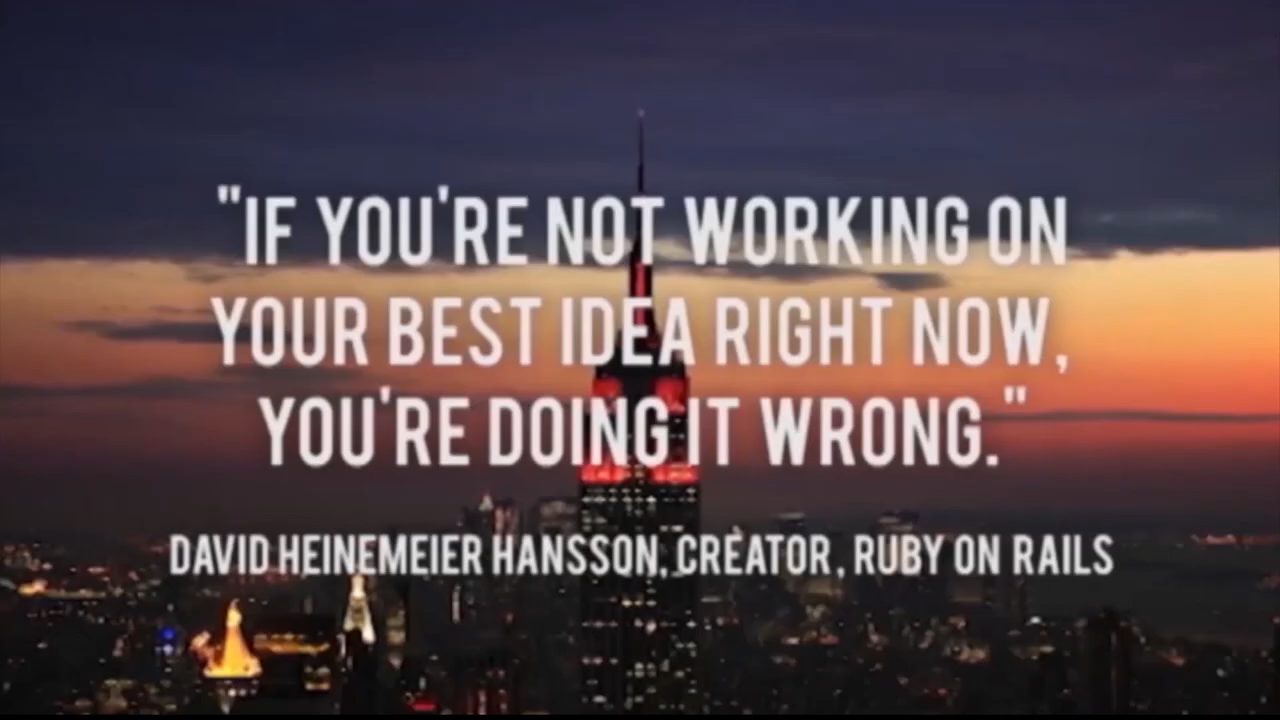 "IF YOU'RE NOT WORKING ON
YOUR BEST IDEA RIGHT NOW,
YOU'RE DOING IT WRONG."
DAVID HEINEMEIER HANSSON, CREATOR, RUBY ON RAILS